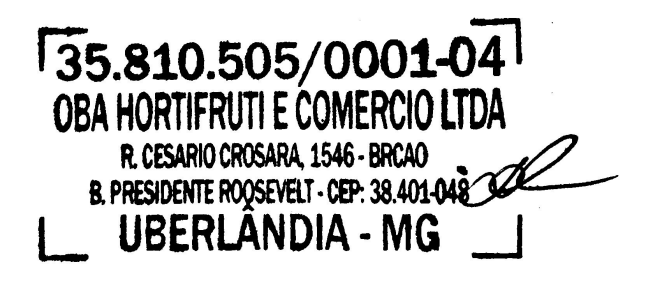 35.810.505/0001-04
OBA HORTIFRUTI E COMERCIO LTDA
R. CESARIO CROSARA, 1546 - BRCAO
B. PRESIDENTE ROOSEVELT - CEP: 38.401-048
UBERLÂNDIA - MG